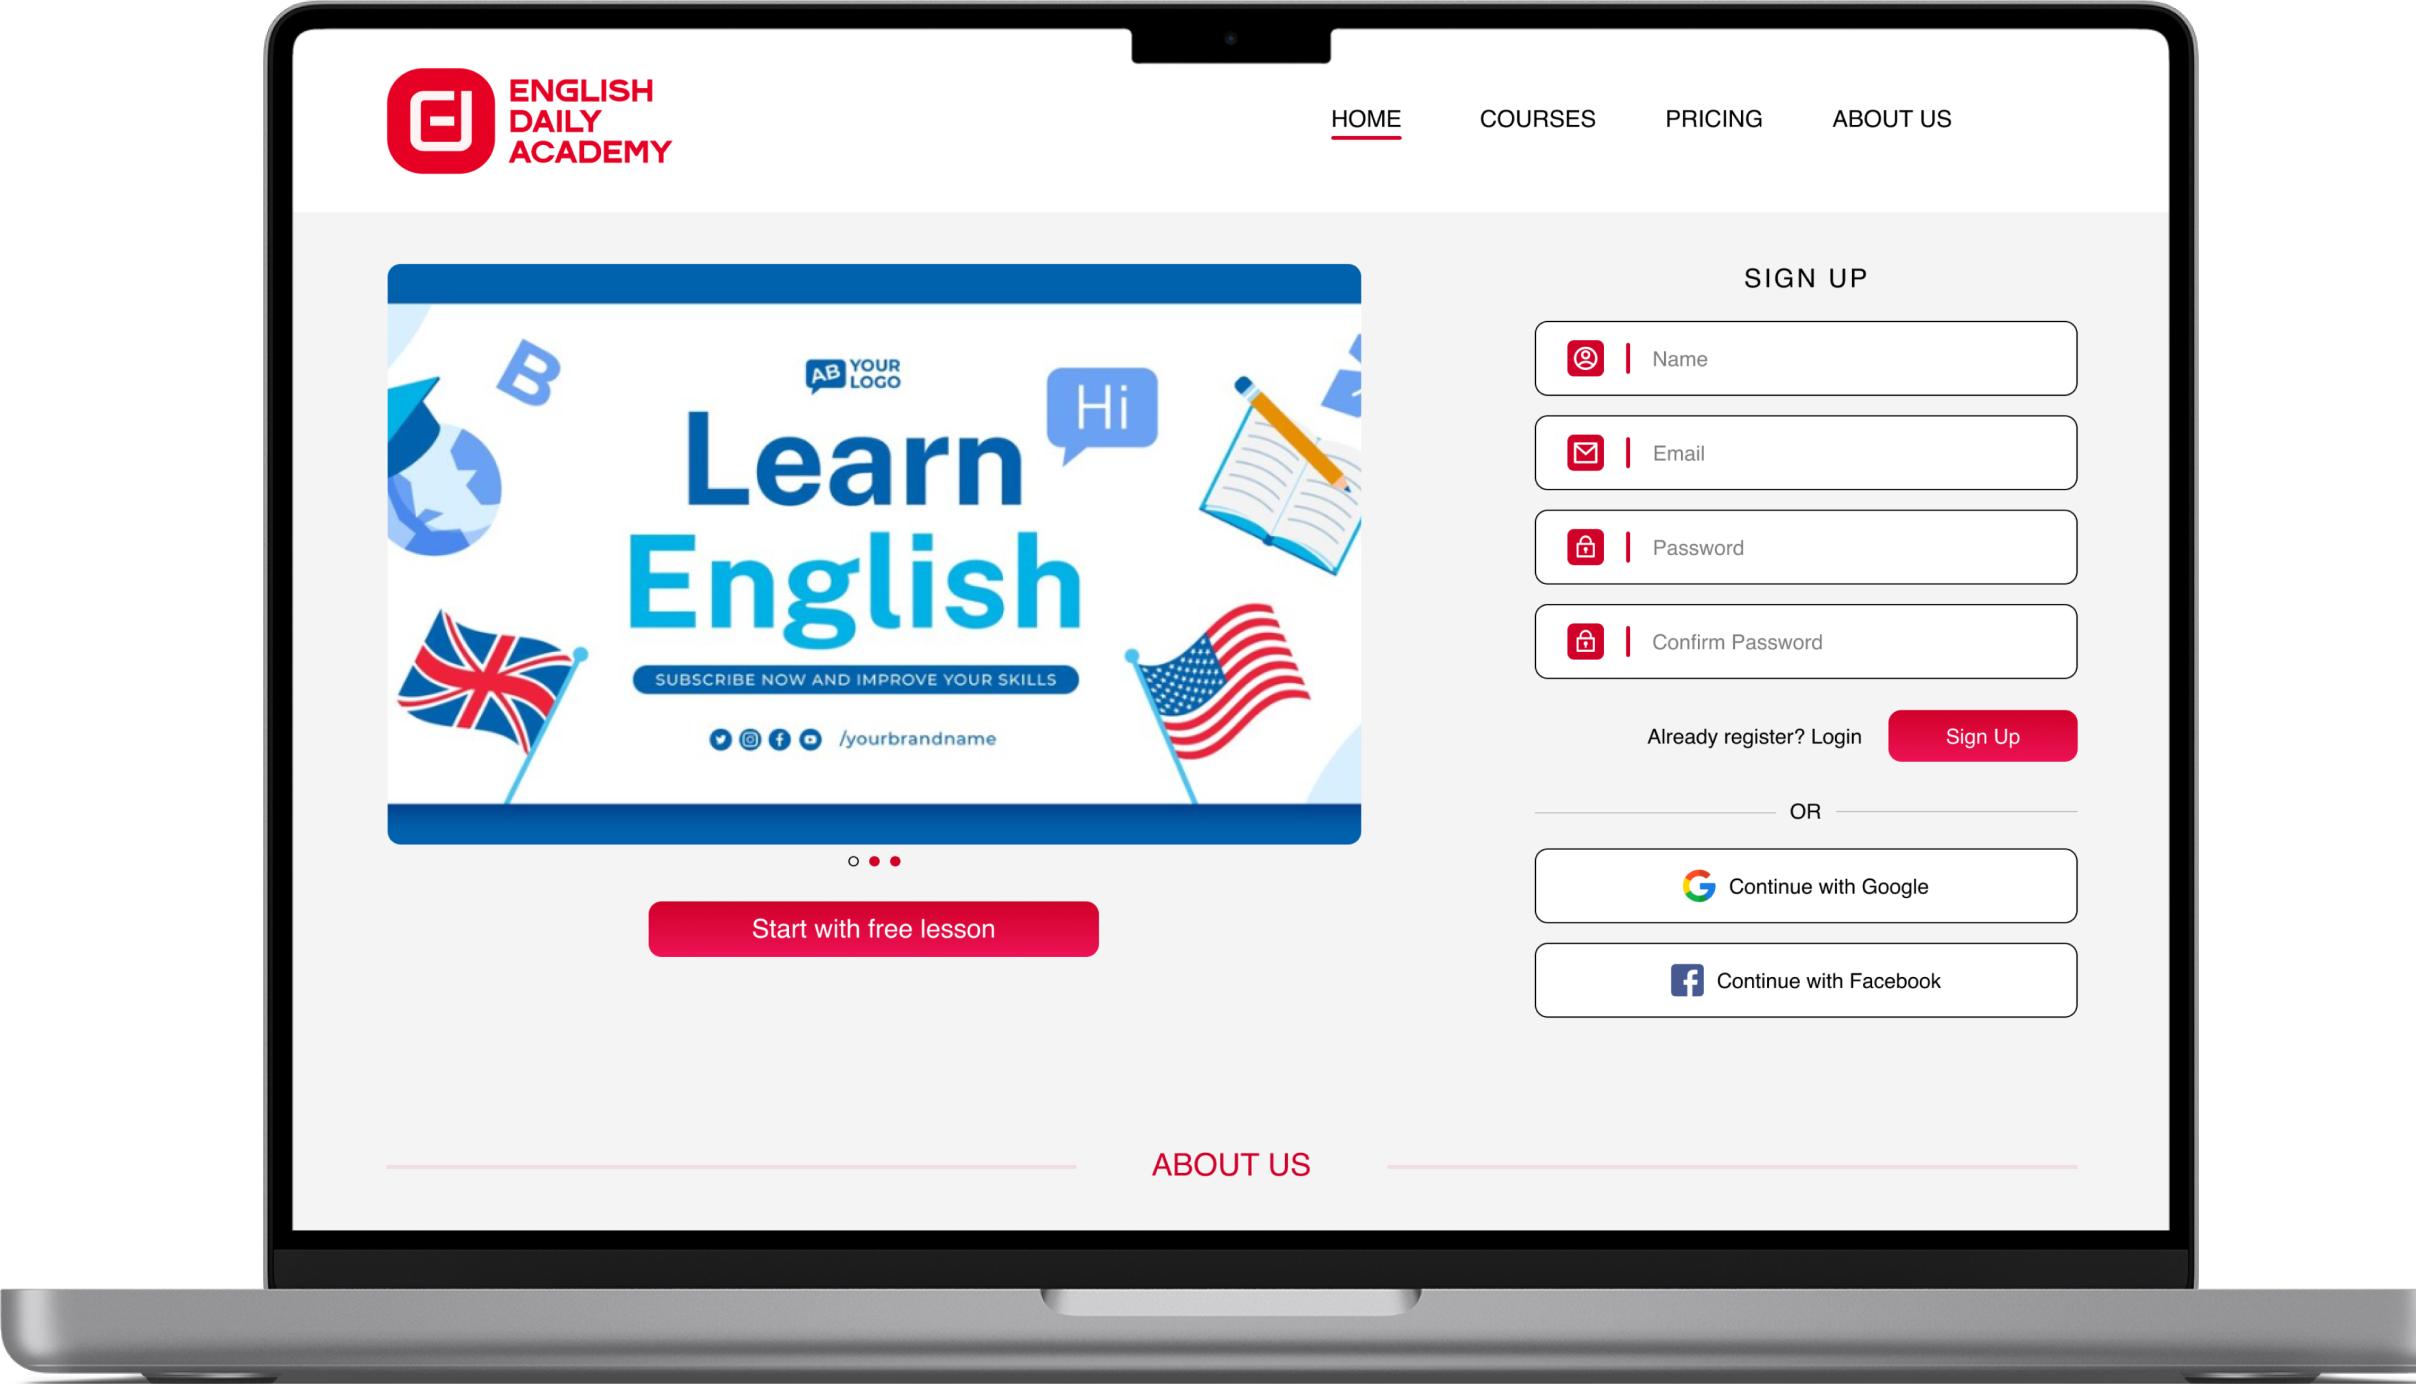 ENGLISH
DAILY
ACADEMY
HOME COURSES PRICING ABOUT US
B
AB YOUR
LOGO
Learn
Hi
English
SUBSCRIBE NOW AND IMPROVE YOUR SKILLS
/yourbrandname
Start with free lesson
SIGN UP
Name
Email
Password
Confirm Password
Already register? Login Sign Up
OR
Continue with Google
Continue with Facebook
ABOUT US